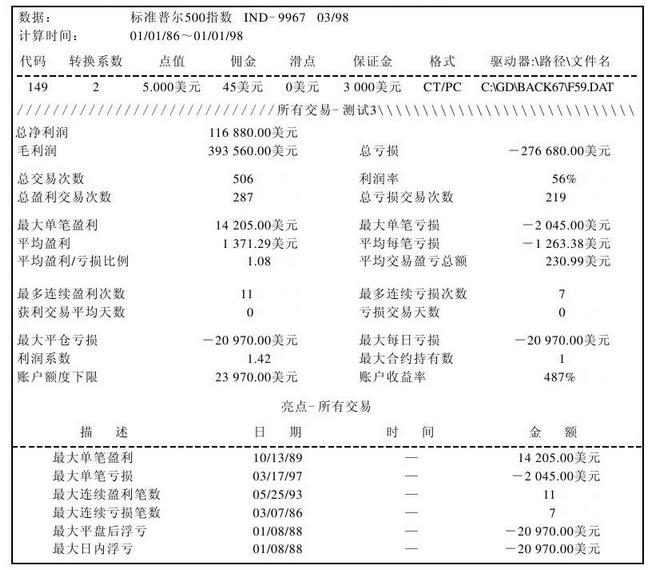 数据: 标准普尔500指数 IND-9967 03/98
计算时间: 01/01/86～01/01/98
代码 转换系数 点值 佣金 滑点 保证金 格式 驱动器:\路径\文件名
149 2 5.000美元 45美元 0美元 3 000美元 CT/PC C:\GD\BACK67\F59.DAT
/////////////////////////////所有交易-测试3\\\\\\\\\\\\\\\\\\\\\\\\\\\\\
总净利润 116 880.00美元
毛利润 393 560.00美元 总亏损 －276 680.00美元
总交易次数 506 利润率 56%
总盈利交易次数 287 总亏损交易次数 219
最大单笔盈利 14 205.00美元 最大单笔亏损 －2 045.00美元
平均盈利 1 371.29美元 平均每笔亏损 －1 263.38美元
平均盈利/亏损比例 1.08 平均交易盈亏总额 230.99美元
最多连续盈利次数 11 最多连续亏损次数 7
获利交易平均天数 0 亏损交易天数 0
最大平仓亏损 －20 970.00美元 最大每日亏损 －20 970.00美元
利润系数 1.42 最大合约持有数 1
账户额度下限 23 970.00美元 账户收益率 487%
亮点-所有交易
描 述 日 期 时 间 金 额
最大单笔盈利 10/13/89 — 14 205.00美元
最大单笔亏损 03/17/97 — －2 045.00美元
最大连续盈利笔数 05/25/93 — 11
最大连续亏损笔数 03/07/86 — 7
最大平盘后浮亏 01/08/88 — －20 970.00美元
最大日内浮亏 01/08/88 — －20 970.00美元